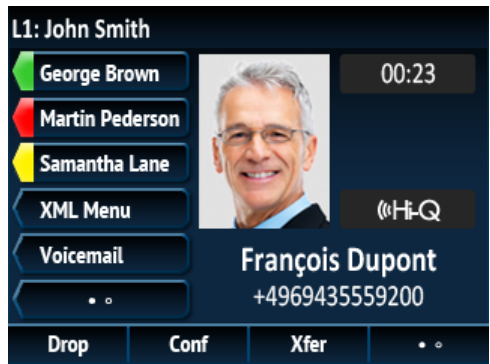 L1: John Smith
George Brown
00:23
Martin Pederson
Samantha Lane
XML Menu
Hi-Q
Voicemail
François Dupont
+4969435559200
Drop Conf Xfer